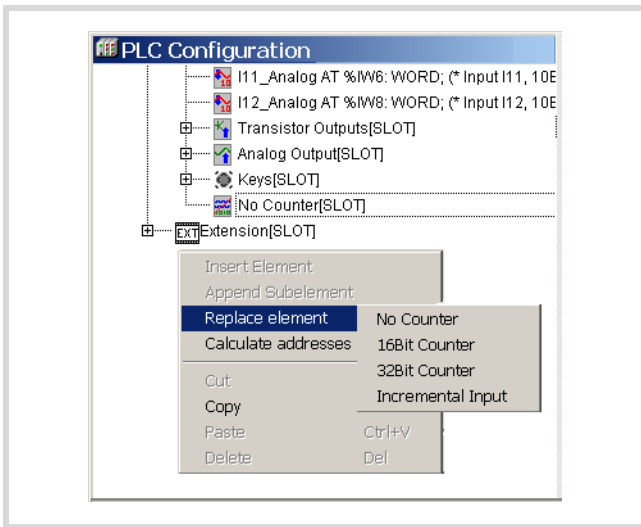 PLC Configuration
I11_Analog AT %IW6: WORD; (* Input I11, 10E
I12_Analog AT %IW8: WORD; (* Input I12, 10E
Transistor Outputs[SLOT]
Analog Output[SLOT]
Keys[SLOT]
No Counter[SLOT]
EXT Extension[SLOT]
Insert Element
Append Subelement
Replace element
No Counter
Calculate addresses
16Bit Counter
32Bit Counter
Cut
Incremental Input
Copy
Paste Ctrl+V
Delete Del